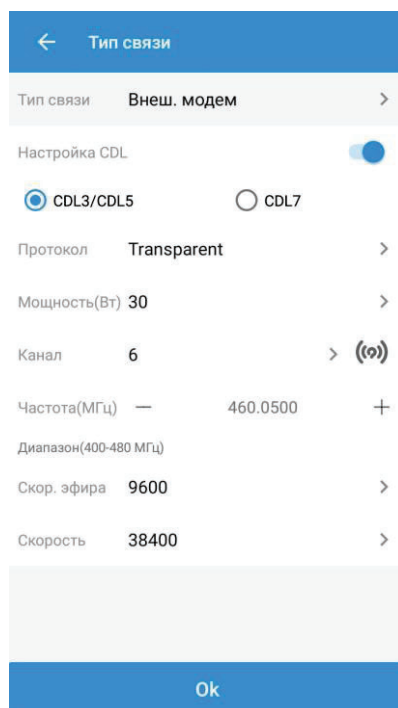 Тип связи
Тип связи Внеш. модем
Настройка CDL
CDL3/CDL5 CDL7
Протокол Transparent
Мощность(Вт) 30
Канал 6
Частота(МГц) — 460.0500 +
Диапазон(400-480 МГц)
Скор. эфира 9600
Скорость 38400
Ok